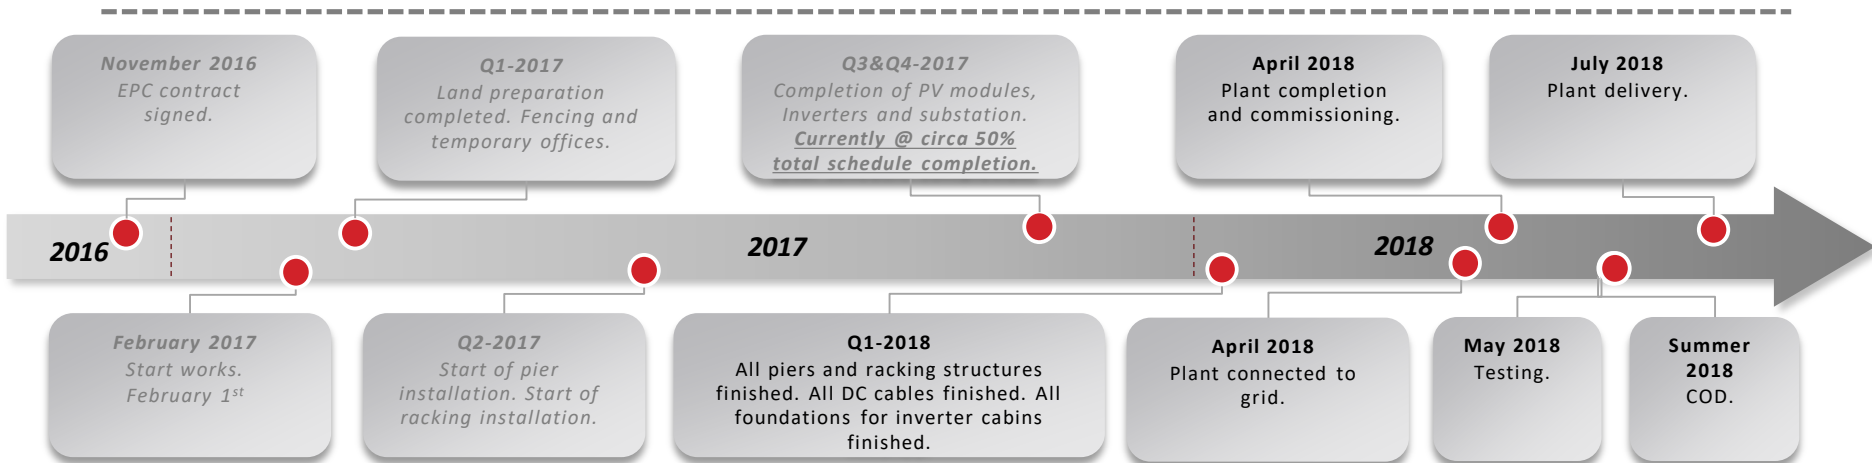 November 2016
EPC contract
signed.
Q1-2017
Land preparation
completed. Fencing and
temporary offices.
Q3&Q4-2017
Completion of PV modules,
Inverters and substation.
Currently @ circa 50%
total schedule completion.
April 2018
Plant completion
and commissioning.
July 2018
Plant delivery.
2016
2017
2018
February 2017
Start works.
February 1st
Q2-2017
Start of pier
installation. Start of
racking installation.
Q1-2018
All piers and racking structures
finished. All DC cables finished. All
foundations for inverter cabins
finished.
April 2018
Plant connected to
grid.
May 2018
Testing.
Summer
2018
COD.